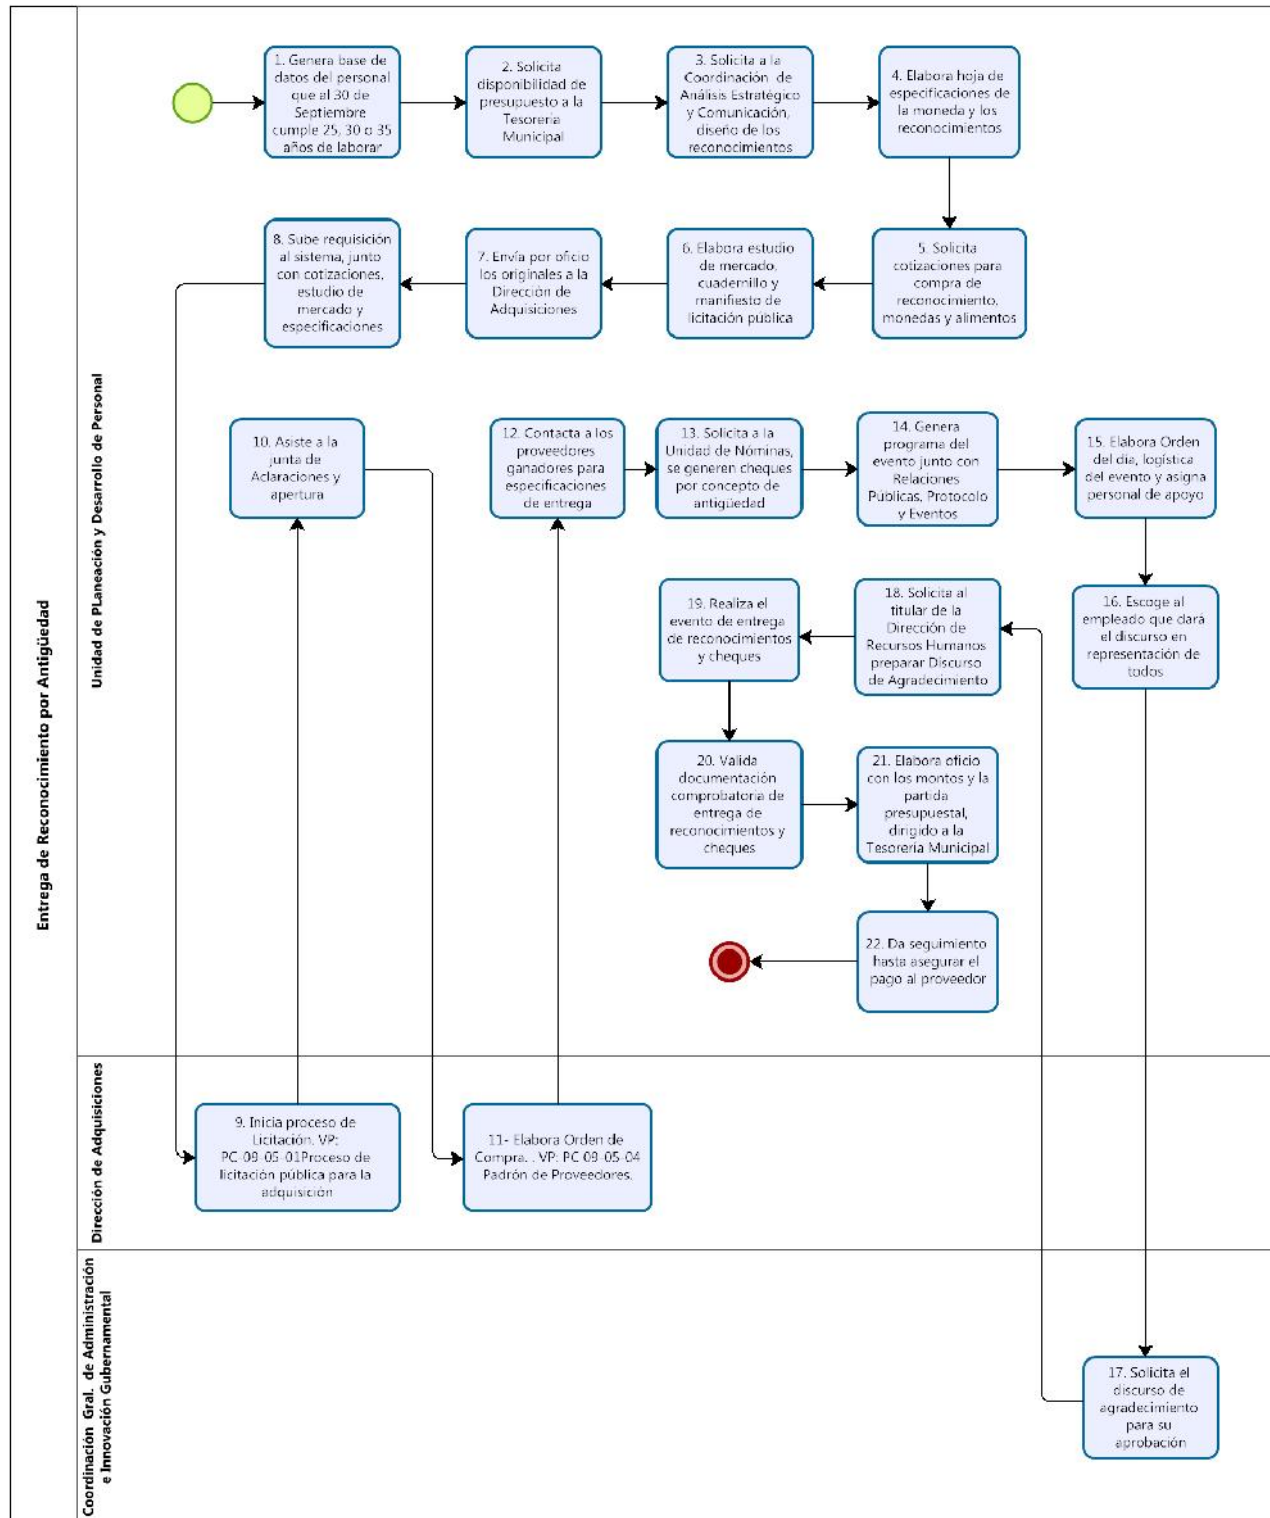 Entrega de Reconocimiento por Antigüedad
Unidad de PLaneación y Desarrollo de Personal
1. Genera base de
datos del personal
que al 30 de
Septiembre
cumple 25, 30 o 35
años de laborar
2. Solicita
disponibilidad de
presupuesto a la
Tesorería
Municipal
3. Solicita a la
Coordinación de
Análisis Estratégico
y Comunicación,
diseño de los
reconocimientos
4. Elabora hoja de
especificaciones de
la moneda y los
reconocimientos
5. Solicita
cotizaciones para
compra de
reconocimiento,
monedas y alimentos
6. Elabora estudio
de mercado,
cuadernillo y
manifiesto de
licitación pública
7. Envía por oficio
los originales a la
Dirección de
Adquisiciones
8. Sube requisición
al sistema, junto
con cotizaciones,
estudio de
mercado y
especificaciones
10. Asiste a la
junta de
Aclaraciones y
apertura
12. Contacta a los
proveedores
ganadores para
especificaciones
de entrega
13. Solicita a la
Unidad de Nóminas,
se generen cheques
por concepto de
antigüedad
14. Genera
programa del
evento junto con
Relaciones
Públicas, Protocolo
y Eventos
15. Elabora Orden
del día, logística
del evento y asigna
personal de apoyo
16. Escoge al
empleado que dará
el discurso en
representación de
todos
18. Solicita al
titular de la
Dirección de
Recursos Humanos
preparar Discurso
de Agradecimiento
19. Realiza el
evento de entrega
de reconocimientos
y cheques
20. Valida
documentación
comprobatoria de
entrega de
reconocimientos y
cheques
21. Elabora oficio
con los montos y la
partida
presupuestal,
dirigido a la
Tesorería Municipal
22. Da seguimiento
hasta asegurar el
pago al proveedor
Dirección de Adquisiciones
9. Inicia proceso de
Licitación. VP:
PC-09-05-01Proceso de
licitación pública para la
adquisición
11- Elabora Orden de
Compra. . VP: PC 09-05-04
Padrón de Proveedores.
Coordinación Gral. de Administración
e Innovación Gubernamental
17. Solicita el
discurso de
agradecimiento
para su
aprobación